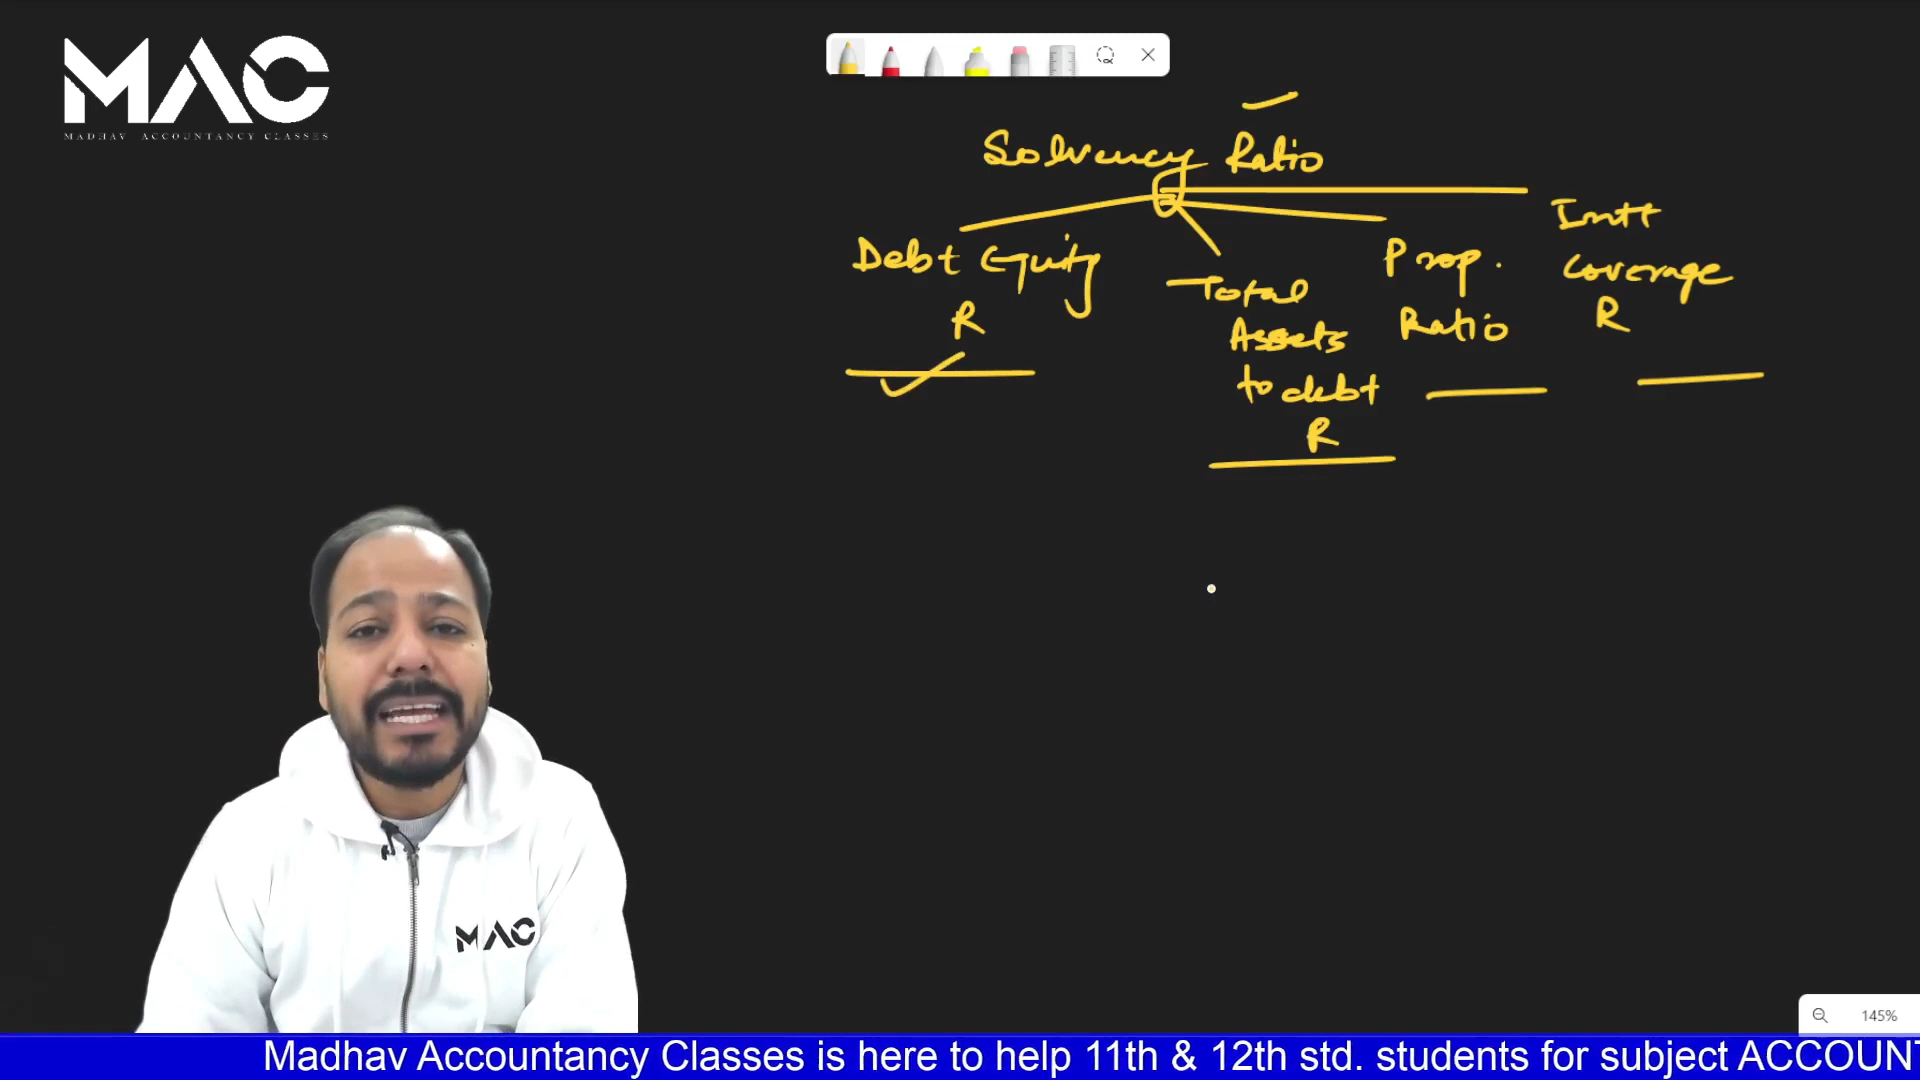 MAC
MADHAV ACCOUNTANCY CLASSES
Solvency Ratio
Debt Equity
R
Total
Assets
to debt
R
Prop.
Ratio
Intt
Coverage
R
MAC
145%
Madhav Accountancy Classes is here to help 11th & 12th std. students for subject ACCOUNT